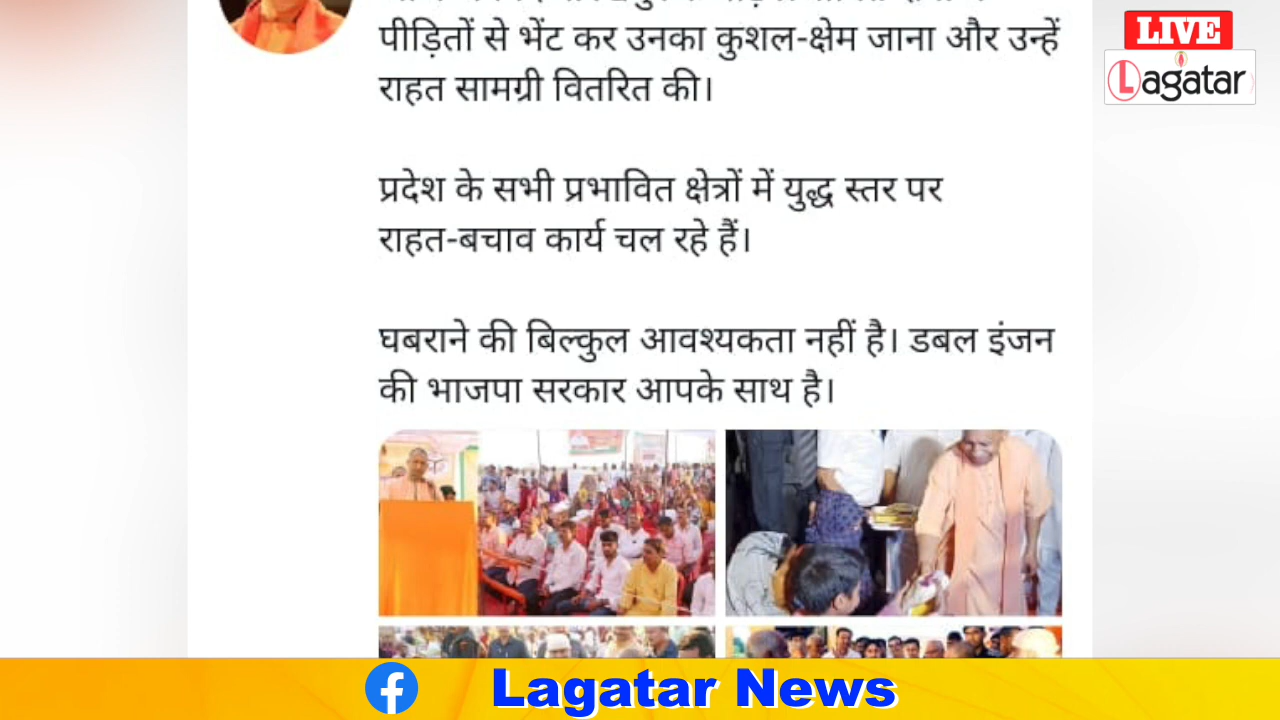 पीड़ितों से भेंट कर उनका कुशल-क्षेम जाना और उन्हें
राहत सामग्री वितरित की।
प्रदेश के सभी प्रभावित क्षेत्रों में युद्ध स्तर पर
राहत-बचाव कार्य चल रहे हैं।
घबराने की बिल्कुल आवश्यकता नहीं है। डबल इंजन
की भाजपा सरकार आपके साथ है।
LIVE
Lagatar
Lagatar News